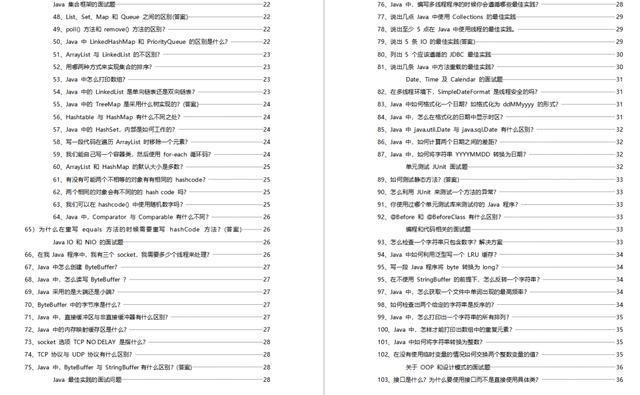 Java 集合框架的面试题 22
48、List、Set、Map 和 Queue 之间的区别(答案) 22
49、poll() 方法和 remove() 方法的区别? 22
50、Java 中 LinkedHashMap 和 PriorityQueue 的区别是什么? 22
51、ArrayList 与 LinkedList 的不区别? 23
52、用哪两种方式来实现集合的排序? 23
53、Java 中怎么打印数组? 23
54、Java 中的 LinkedList 是单向链表还是双向链表? 23
55、Java 中的 TreeMap 是采用什么树实现的? (答案) 24
56、Hashtable 与 HashMap 有什么不同之处? 24
57、Java 中的 HashSet，内部是如何工作的? 24
58、写一段代码在遍历 ArrayList 时移除一个元素? 24
59、我们能自己写一个容器类，然后使用 for-each 循环码? 24
60、ArrayList 和 HashMap 的默认大小是多数? 25
61、有没有可能两个不相等的对象有有相同的 hashcode? 25
62、两个相同的对象会有不同的的 hash code 吗? 25
63、我们可以在 hashcode() 中使用随机数字吗? 25
64、Java 中，Comparator 与 Comparable 有什么不同? 26
65）为什么在重写 equals 方法的时候需要重写 hashCode 方法? (答案) 26
Java IO 和 NIO 的面试题 26
66、在我 Java 程序中，我有三个 socket，我需要多少个线程来处理? 26
67、Java 中怎么创建 ByteBuffer? 27
68、Java 中，怎么读写 ByteBuffer ? 27
69、Java 采用的是大端还是小端? 27
70、ByteBuffer 中的字节序是什么? 27
71、Java 中，直接缓冲区与非直接缓冲器有什么区别? 27
72、Java 中的内存映射缓存区是什么? 27
73、socket 选项 TCP NO DELAY 是指什么? 28
74、TCP 协议与 UDP 协议有什么区别? 28
75、Java 中，ByteBuffer 与 StringBuffer 有什么区别? (答案) 28
Java 最佳实践的面试问题 28
76、Java 中，编写多线程程序的时候你会遵循哪些最佳实践? 28
77、说出几点 Java 中使用 Collections 的最佳实践 29
78、说出至少 5 点在 Java 中使用线程的最佳实践。 29
79、说出 5 条 IO 的最佳实践(答案) 30
80、列出 5 个应该遵循的 JDBC 最佳实践 30
81、说出几条 Java 中方法重载的最佳实践? 31
Date、Time 及 Calendar 的面试题 31
82、在多线程环境下，SimpleDateFormat 是线程安全的吗? 31
83、Java 中如何格式化一个日期? 如格式化为 ddMMyyyy 的形式? 31
84、Java 中，怎么在格式化的日期中显示时区? 31
85、Java 中 java.util.Date 与 java.sql.Date 有什么区别? 32
86、Java 中，如何计算两个日期之间的差距? 32
87、Java 中，如何将字符串 YYYYMMDD 转换为日期? 32
单元测试 JUnit 面试题 32
89、如何测试静态方法? (答案) 32
90、怎么利用 JUnit 来测试一个方法的异常? 32
91、你使用过哪个单元测试库来测试你的 Java 程序? 33
92、@Before 和 @BeforeClass 有什么区别? 33
编程和代码相关的面试题 33
93、怎么检查一个字符串只包含数字? 解决方案 33
94、Java 中如何利用泛型写一个 LRU 缓存? 34
95、写一段 Java 程序将 byte 转换为 long? 34
95、在不使用 StringBuffer 的前提下，怎么反转一个字符串? 34
97、Java 中，怎么获取一个文件中单词出现的最高频率? 34
98、如何检查出两个给定的字符串是反序的? 34
99、Java 中，怎么打印出一个字符串的所有排列? 35
100、Java 中，怎样才能打印出数组中的重复元素? 35
101、Java 中如何将字符串转换为整数? 35
102、在没有使用临时变量的情况如何交换两个整数变量的值? 35
关于 OOP 和设计模式的面试题 36
103、接口是什么? 为什么要使用接口而不是直接使用具体类? 36